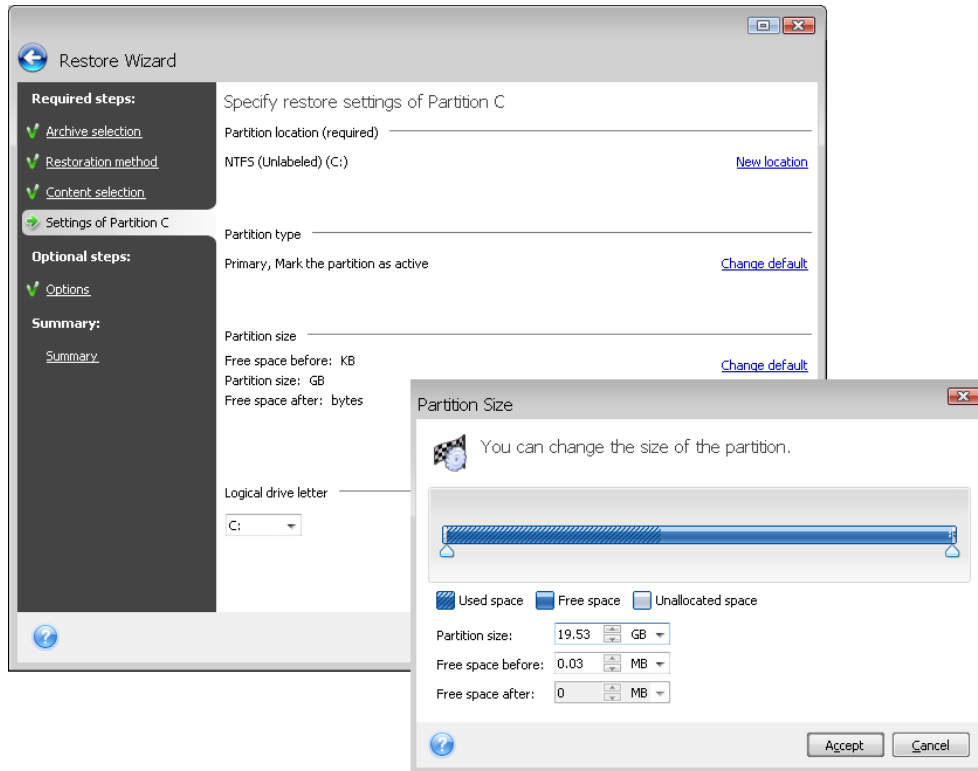 Restore Wizard
Required steps:
Archive selection
Restoration method
Content selection
Settings of Partition C
Optional steps:
Options
Summary:
Summary
Specify restore settings of Partition C
Partition location (required)
NTFS (Unlabeled) (C:)
New location
Partition type
Primary, Mark the partition as active
Change default
Partition size
Free space before: KB
Change default
Partition size: GB
Free space after: bytes
Logical drive letter
C:
Partition Size
You can change the size of the partition.
Used space Free space Unallocated space
Partition size: 19.53 GB
Free space before: 0.03 MB
Free space after: 0 MB
Accept Cancel